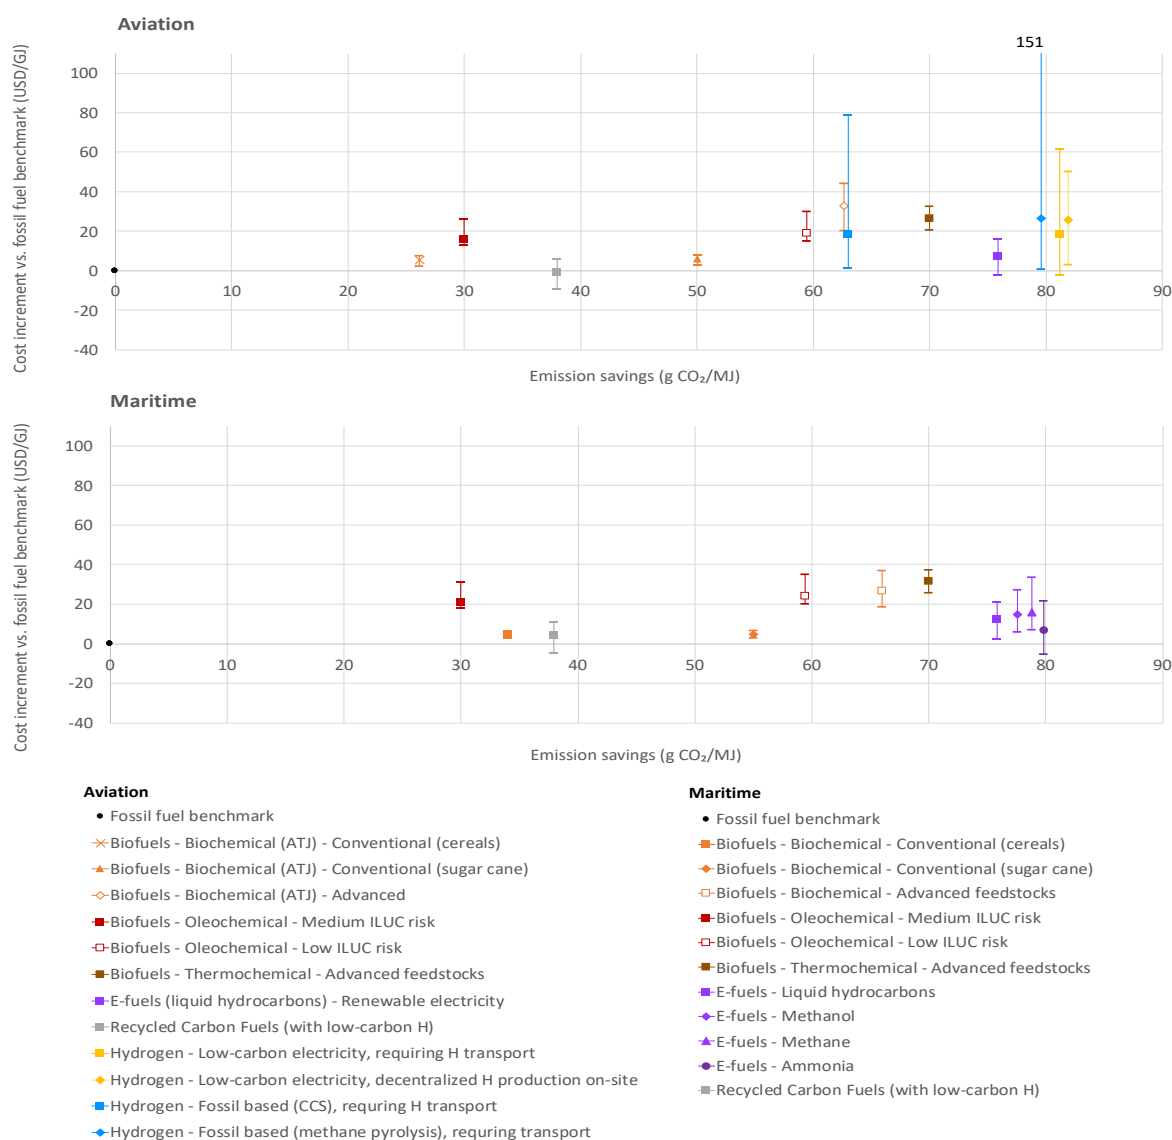 Aviation
151
Cost increment vs. fossil fuel benchmark (USD/GJ)
100
80
60
40
20
0
-20
-40
0 10 20 30 40 50 60 70 80 90
Emission savings (g CO₂/MJ)
Maritime
Cost increment vs. fossil fuel benchmark (USD/GJ)
100
80
60
40
20
0
-20
-40
0 10 20 30 40 50 60 70 80 90
Emission savings (g CO₂/MJ)
Aviation
Fossil fuel benchmark
Biofuels - Biochemical (ATJ) - Conventional (cereals)
Biofuels - Biochemical (ATJ) - Conventional (sugar cane)
Biofuels - Biochemical (ATJ) - Advanced
Biofuels - Oleochemical - Medium ILUC risk
Biofuels - Oleochemical - Low ILUC risk
Biofuels - Thermochemical - Advanced feedstocks
E-fuels (liquid hydrocarbons) - Renewable electricity
Recycled Carbon Fuels (with low-carbon H)
Hydrogen - Low-carbon electricity, requiring H transport
Hydrogen - Low-carbon electricity, decentralized H production on-site
Hydrogen - Fossil based (CCS), requring H transport
Hydrogen - Fossil based (methane pyrolysis), requring transport
Maritime
Fossil fuel benchmark
Biofuels - Biochemical - Conventional (cereals)
Biofuels - Biochemical - Conventional (sugar cane)
Biofuels - Biochemical - Advanced feedstocks
Biofuels - Oleochemical - Medium ILUC risk
Biofuels - Oleochemical - Low ILUC risk
Biofuels - Thermochemical - Advanced feedstocks
E-fuels - Liquid hydrocarbons
E-fuels - Methanol
E-fuels - Methane
E-fuels - Ammonia
Recycled Carbon Fuels (with low-carbon H)